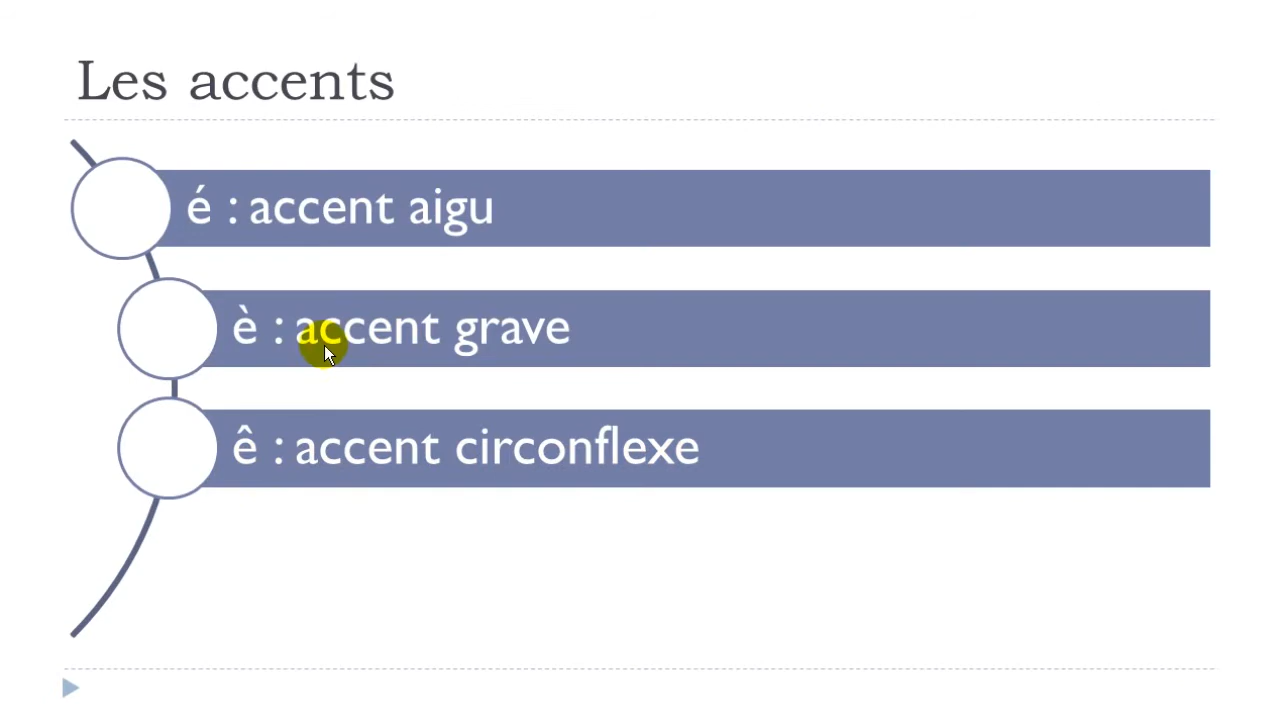 Les accents
é : accent aigu
è : accent grave
ê : accent circonflexe